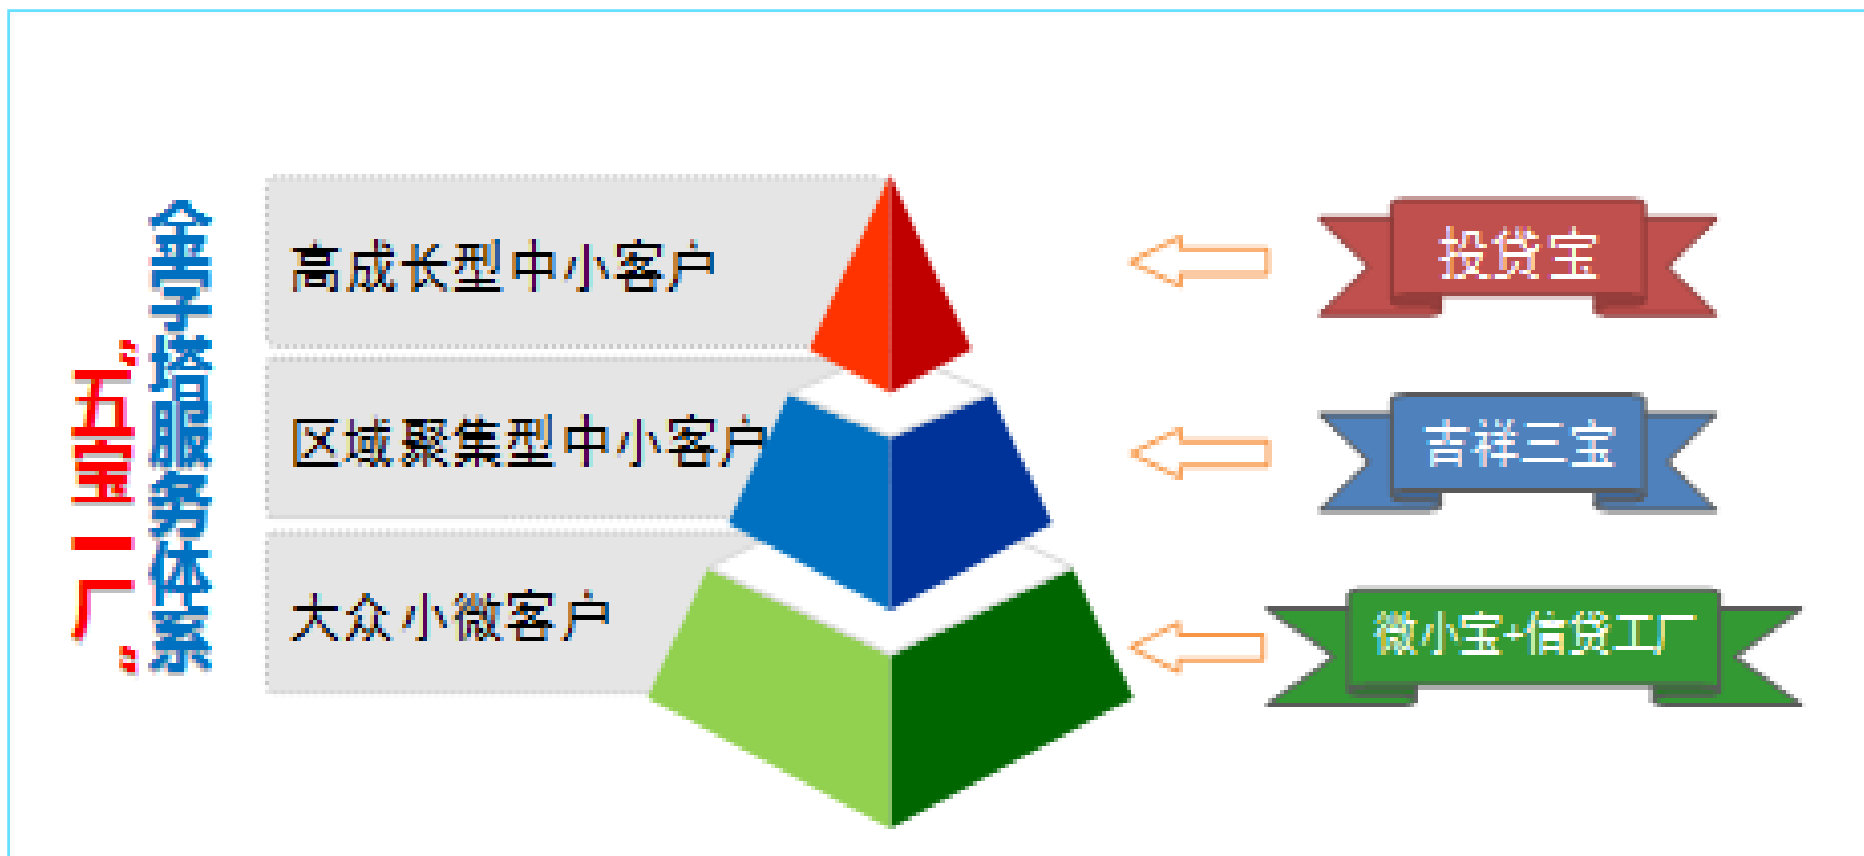 “五宝一厂”
金字塔服务体系
高成长型中小客户
区域聚集型中小客户
大众小微客户
投贷宝
吉祥三宝
微小宝+信贷工厂